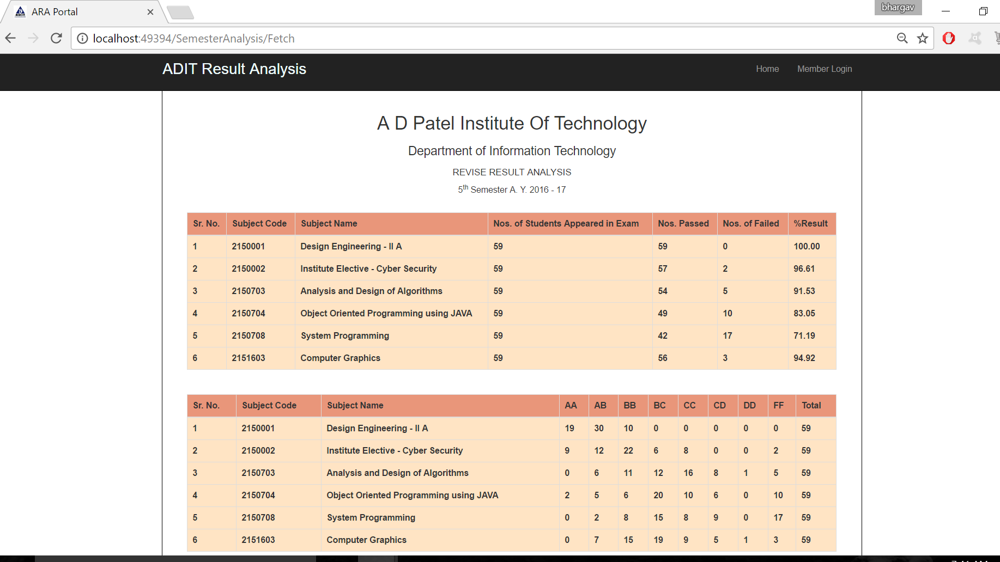 ARA Portal
bhargav
localhost:49394/SemesterAnalysis/Fetch
ADIT Result Analysis Home Member Login
A D Patel Institute Of Technology
Department of Information Technology
REVISE RESULT ANALYSIS
5th Semester A. Y. 2016 - 17
Sr. No. Subject Code Subject Name Nos. of Students Appeared in Exam Nos. Passed Nos. of Failed %Result
1 2150001 Design Engineering - II A 59 59 0 100.00
2 2150002 Institute Elective - Cyber Security 59 57 2 96.61
3 2150703 Analysis and Design of Algorithms 59 54 5 91.53
4 2150704 Object Oriented Programming using JAVA 59 49 10 83.05
5 2150708 System Programming 59 42 17 71.19
6 2151603 Computer Graphics 59 56 3 94.92
Sr. No. Subject Code Subject Name AA AB BB BC CC CD DD FF Total
1 2150001 Design Engineering - II A 19 30 10 0 0 0 0 0 59
2 2150002 Institute Elective - Cyber Security 9 12 22 6 8 0 0 2 59
3 2150703 Analysis and Design of Algorithms 0 6 11 12 16 8 1 5 59
4 2150704 Object Oriented Programming using JAVA 2 5 6 20 10 6 0 10 59
5 2150708 System Programming 0 2 8 15 8 9 0 17 59
6 2151603 Computer Graphics 0 7 15 19 9 5 1 3 59